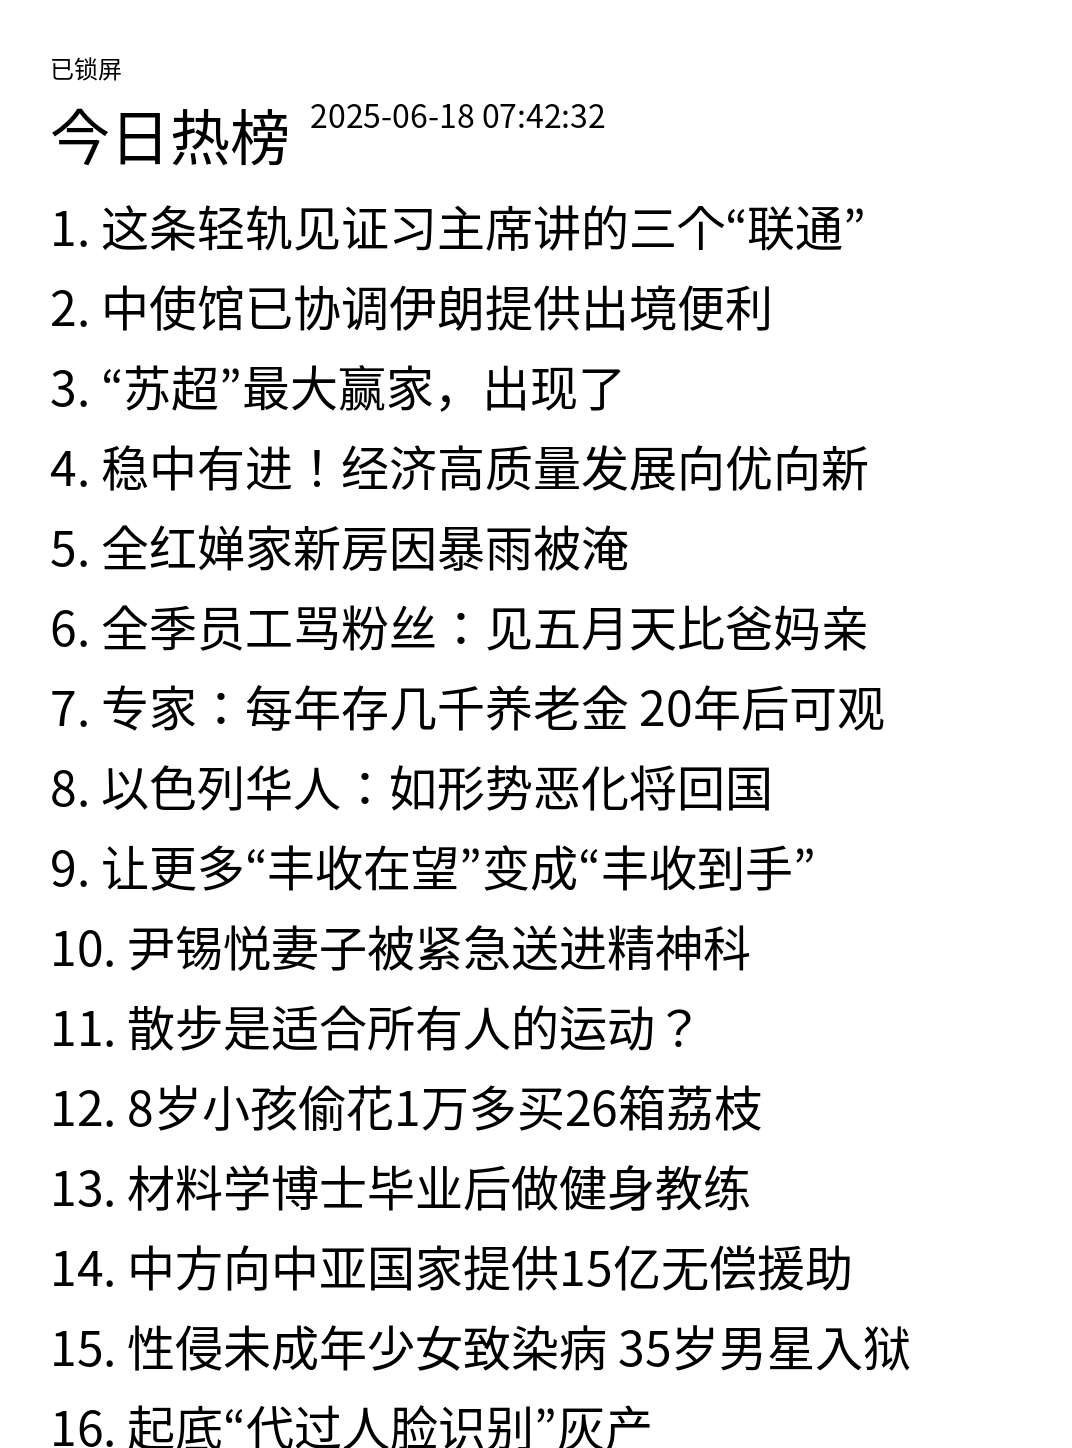 已锁屏
今日热榜 2025-06-18 07:42:32
1. 这条轻轨见证习主席讲的三个“联通”
2. 中使馆已协调伊朗提供出境便利
3. “苏超”最大赢家，出现了
4. 稳中有进！经济高质量发展向优向新
5. 全红婵家新房因暴雨被淹
6. 全季员工骂粉丝：见五月天比爸妈亲
7. 专家：每年存几千养老金 20年后可观
8. 以色列华人：如形势恶化将回国
9. 让更多“丰收在望”变成“丰收到手”
10. 尹锡悦妻子被紧急送进精神科
11. 散步是适合所有人的运动？
12. 8岁小孩偷花1万多买26箱荔枝
13. 材料学博士毕业后做健身教练
14. 中方向中亚国家提供15亿无偿援助
15. 性侵未成年少女致染病 35岁男星入狱
16. 起底“代过人脸识别”灰产